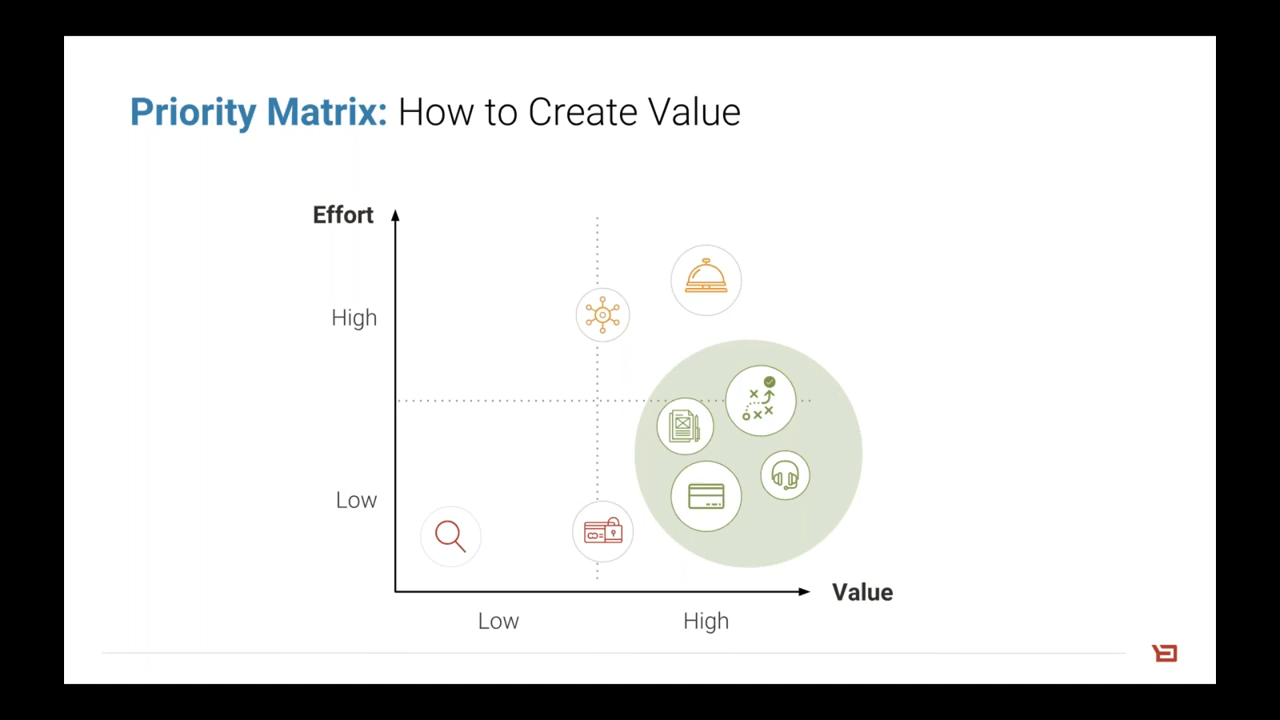 Priority Matrix: How to Create Value
Effort
High
Low
Value
Low
High